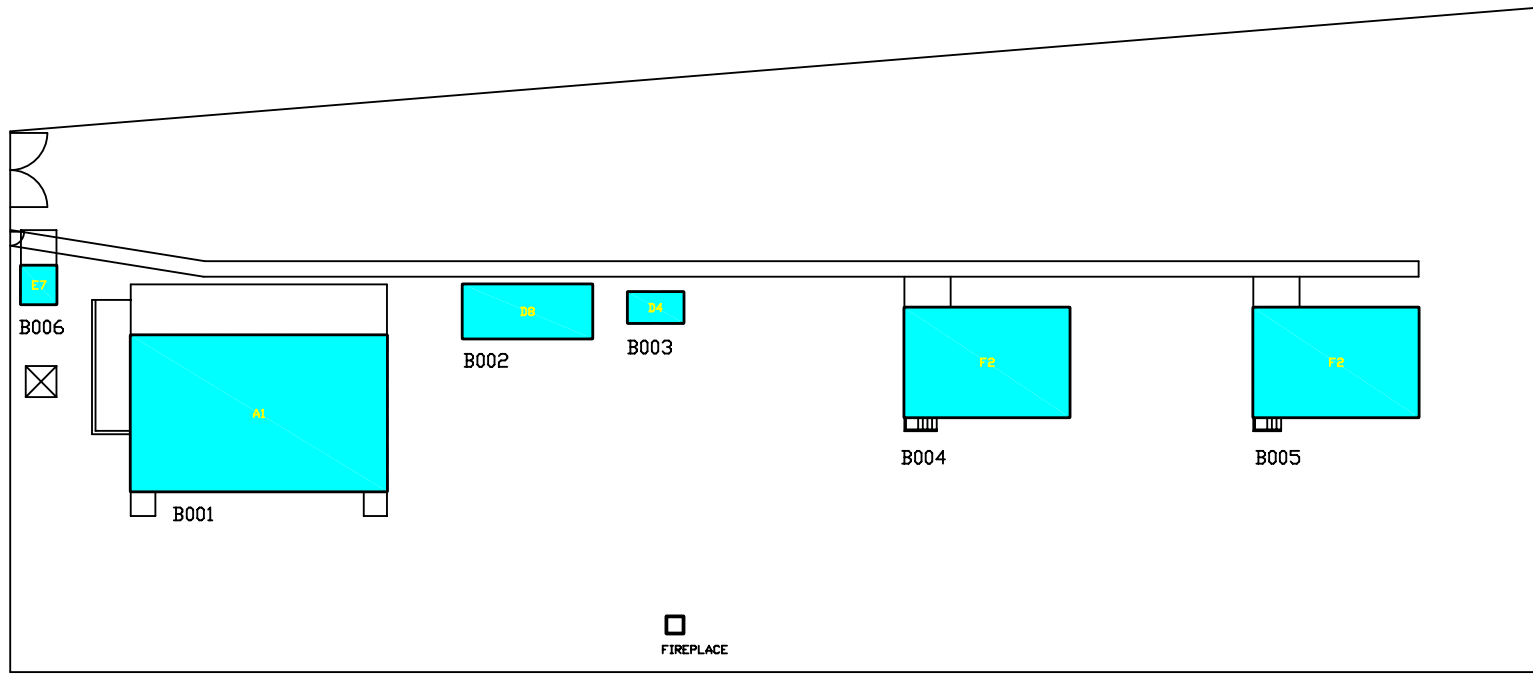 E7
B006
D8
B002
D4
B003
A1
B001
F2
B004
F2
B005
FIREPLACE